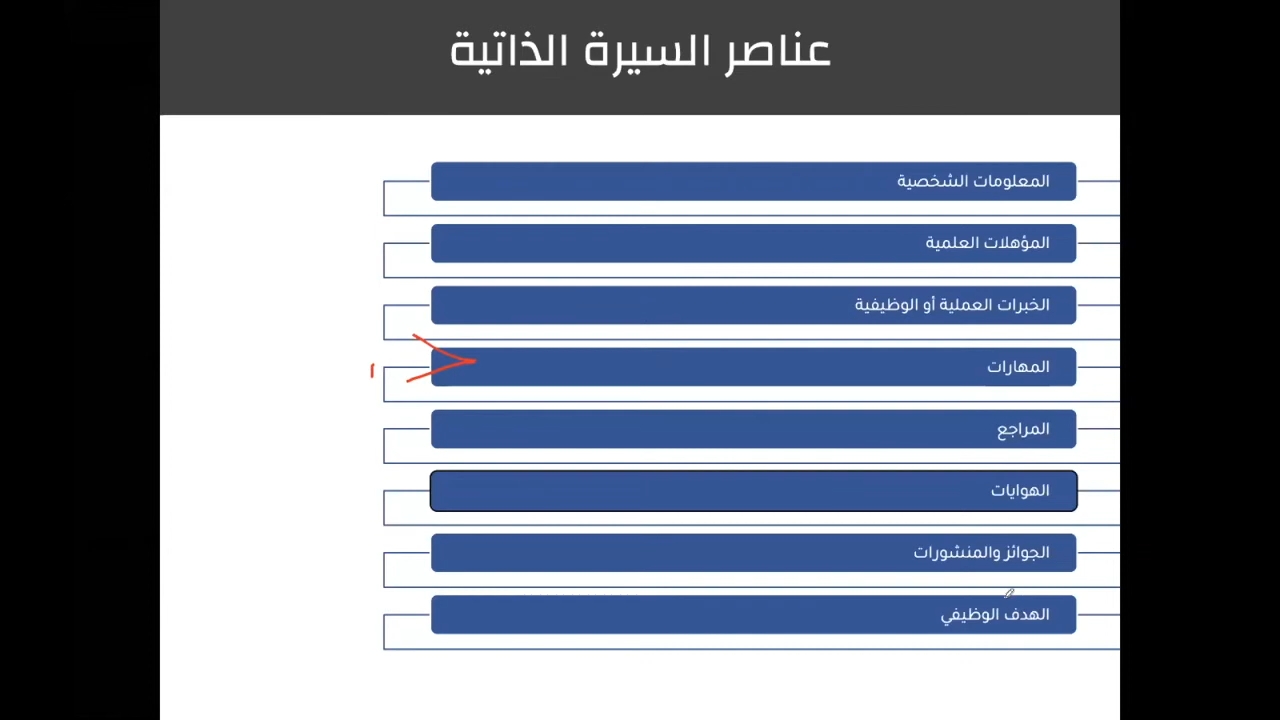 عناصر السيرة الذاتية
المعلومات الشخصية
المؤهلات العلمية
الخبرات العملية أو الوظيفية
المهارات
المراجع
الهوايات
الجوائز والمنشورات
الهدف الوظيفي